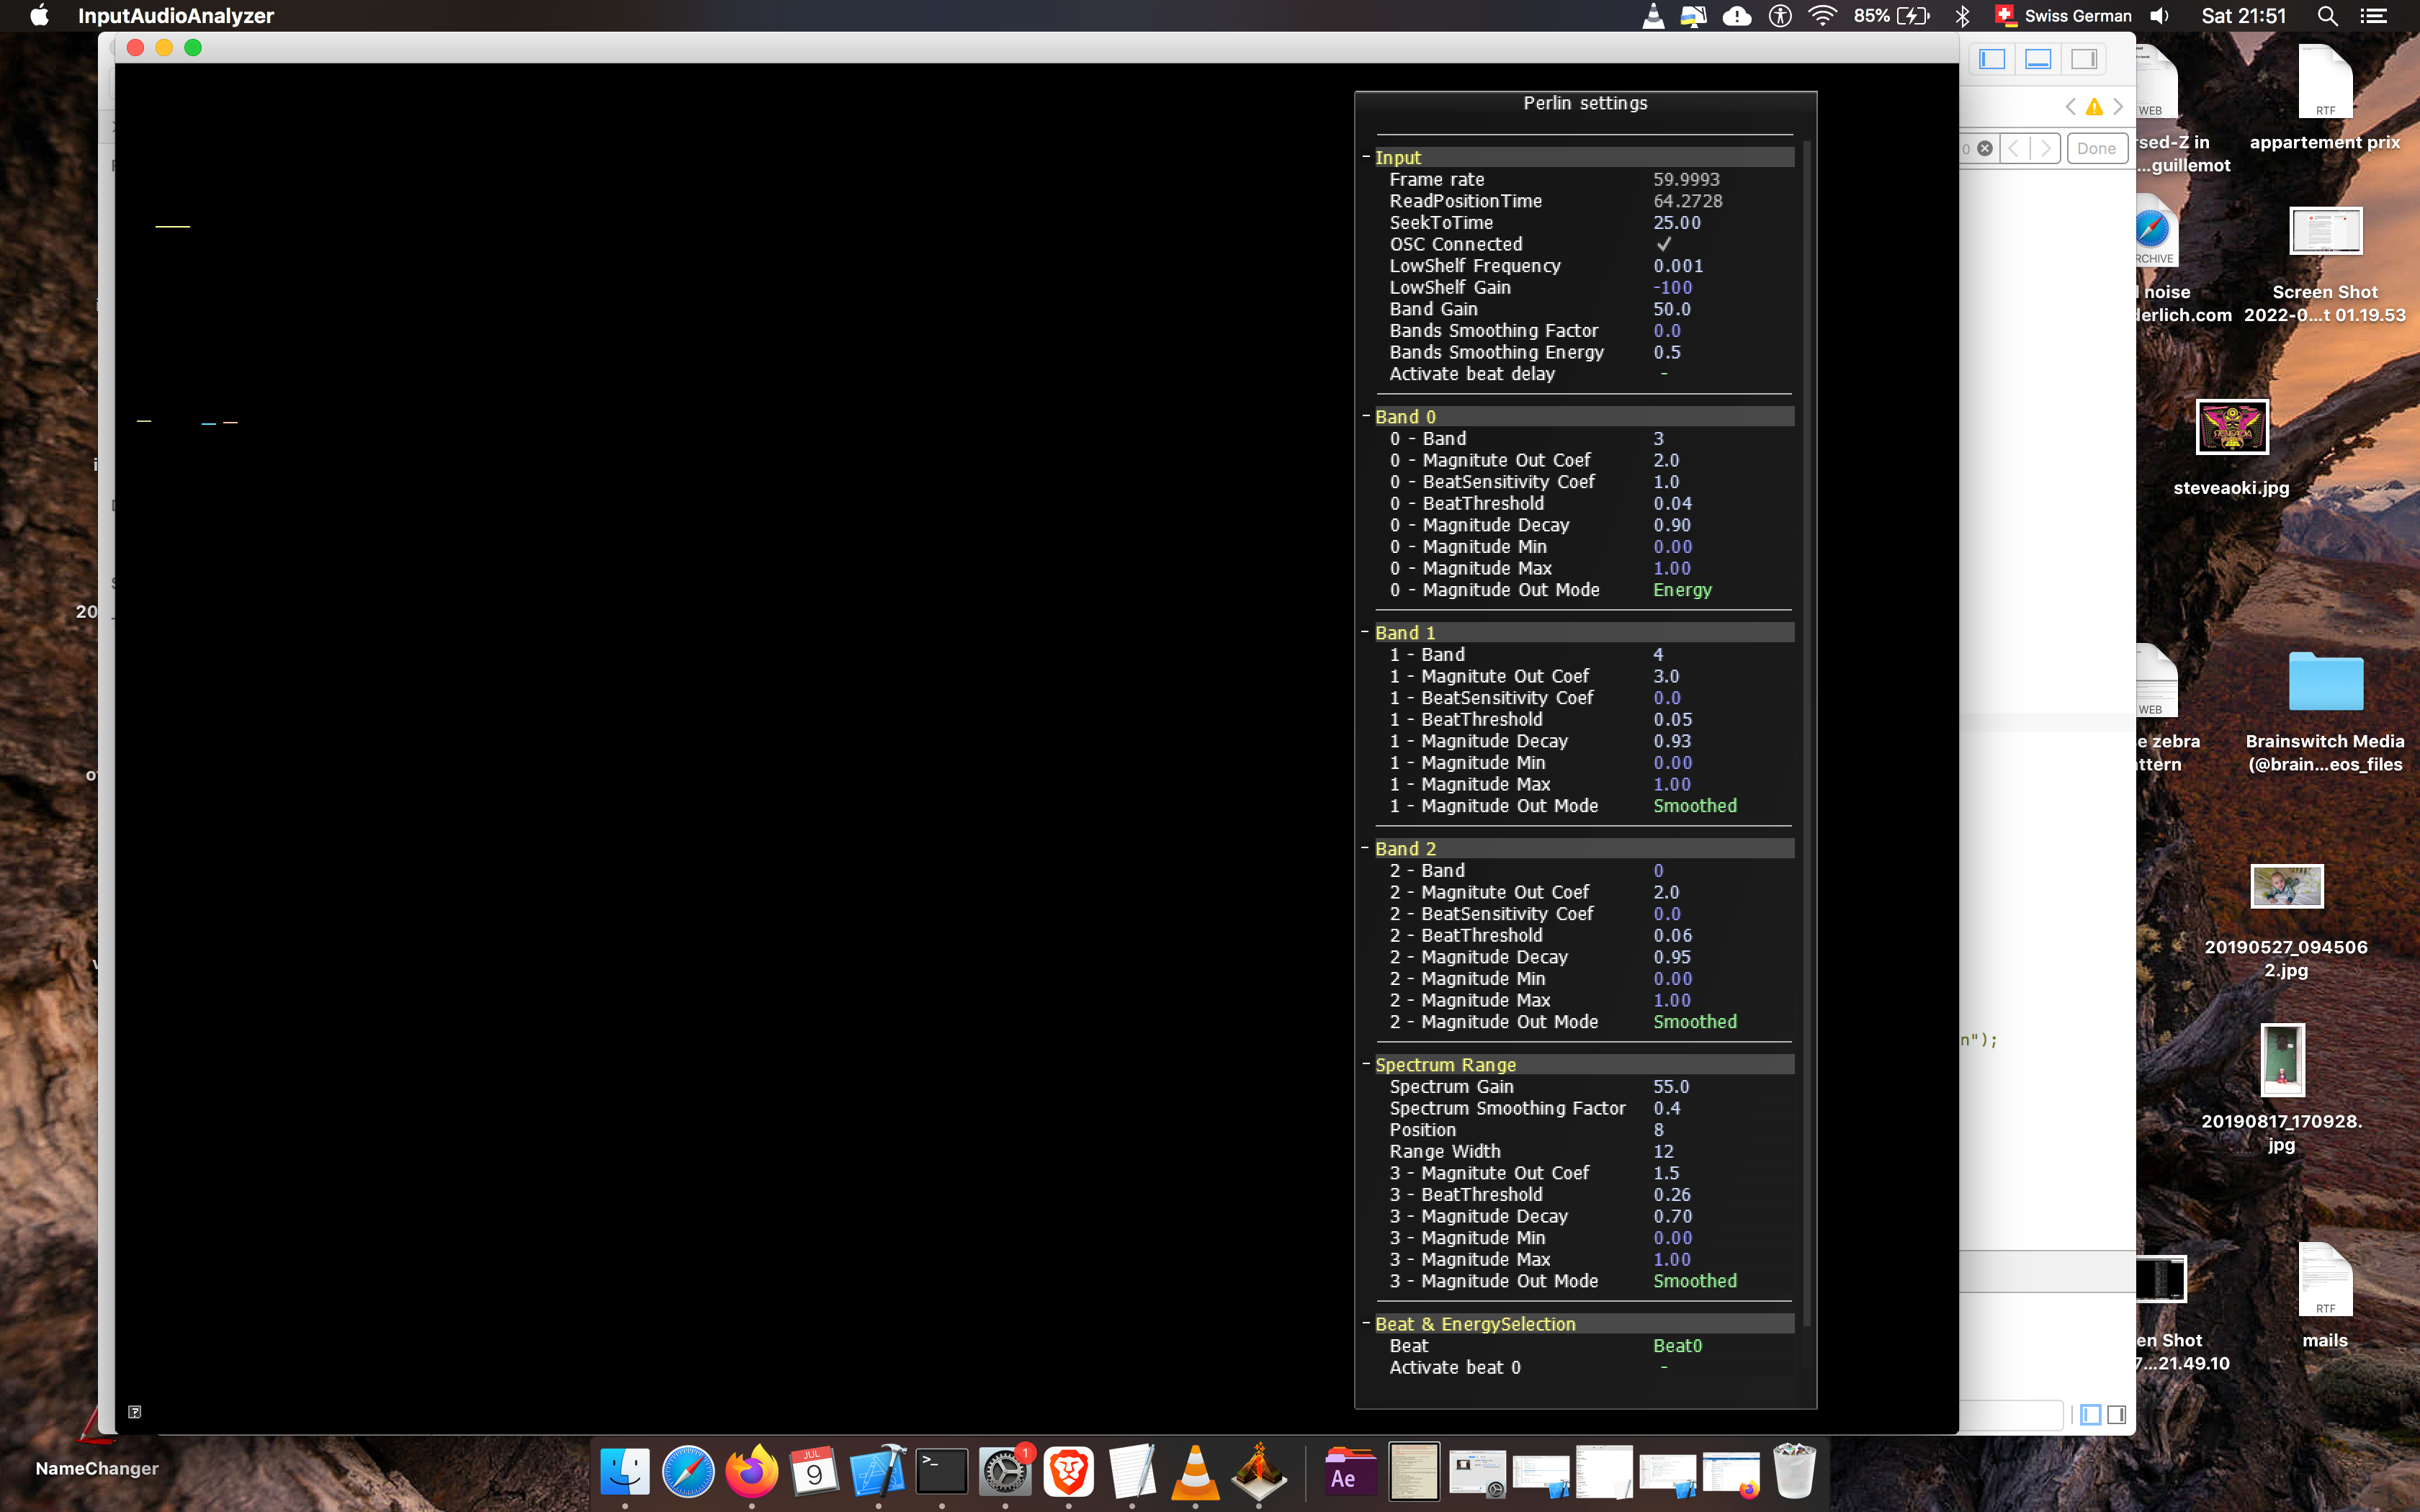 InputAudioAnalyzer
85%
Swiss German
Sat 21:51
Perlin settings
Input
Frame rate 59.9993
ReadPositionTime 64.2728
SeekToTime 25.00
OSC Connected ✓
LowShelf Frequency 0.001
LowShelf Gain -100
Band Gain 50.0
Bands Smoothing Factor 0.0
Bands Smoothing Energy 0.5
Activate beat delay -
Band 0
0 - Band 3
0 - Magnitute Out Coef 2.0
0 - BeatSensitivity Coef 1.0
0 - BeatThreshold 0.04
0 - Magnitude Decay 0.90
0 - Magnitude Min 0.00
0 - Magnitude Max 1.00
0 - Magnitude Out Mode Energy
Band 1
1 - Band 4
1 - Magnitute Out Coef 3.0
1 - BeatSensitivity Coef 0.0
1 - BeatThreshold 0.05
1 - Magnitude Decay 0.93
1 - Magnitude Min 0.00
1 - Magnitude Max 1.00
1 - Magnitude Out Mode Smoothed
Band 2
2 - Band 0
2 - Magnitute Out Coef 2.0
2 - BeatSensitivity Coef 0.0
2 - BeatThreshold 0.06
2 - Magnitude Decay 0.95
2 - Magnitude Min 0.00
2 - Magnitude Max 1.00
2 - Magnitude Out Mode Smoothed
Spectrum Range
Spectrum Gain 55.0
Spectrum Smoothing Factor 0.4
Position 8
Range Width 12
3 - Magnitute Out Coef 1.5
3 - BeatThreshold 0.26
3 - Magnitude Decay 0.70
3 - Magnitude Min 0.00
3 - Magnitude Max 1.00
3 - Magnitude Out Mode Smoothed
Beat & EnergySelection
Beat Beat0
Activate beat 0 -
0
Done
n");
WEB
rsed-Z in
...guillemot
RTF
appartement prix
RCHIVE
noise
derlich.com
Screen Shot
2022-0...t 01.19.53
steveaoki.jpg
WEB
e zebra
ttern
Brainswitch Media
(@brain...eos_files
20190527_094506
2.jpg
20190817_170928.
jpg
en Shot
7...21.49.10
RTF
mails
20
NameChanger
JUL
9
>_
1
Ae